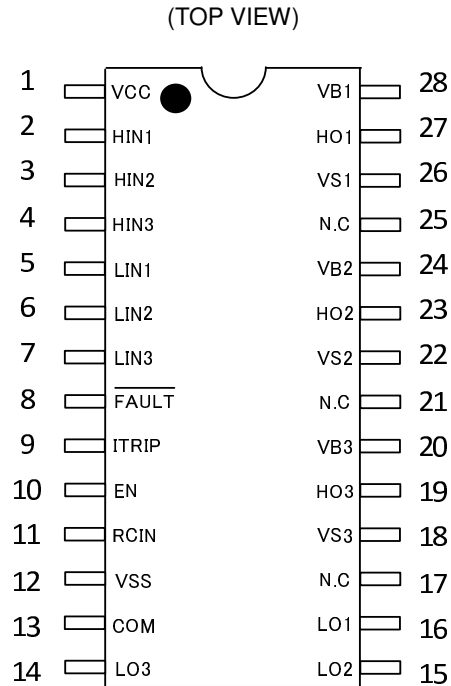 (TOP VIEW)
1 VCC VB1 28
2 HIN1 HO1 27
3 HIN2 VS1 26
4 HIN3 N.C 25
5 LIN1 VB2 24
6 LIN2 HO2 23
7 LIN3 VS2 22
8 FAULT N.C 21
9 ITRIP VB3 20
10 EN HO3 19
11 RCIN VS3 18
12 VSS N.C 17
13 COM LO1 16
14 LO3 LO2 15